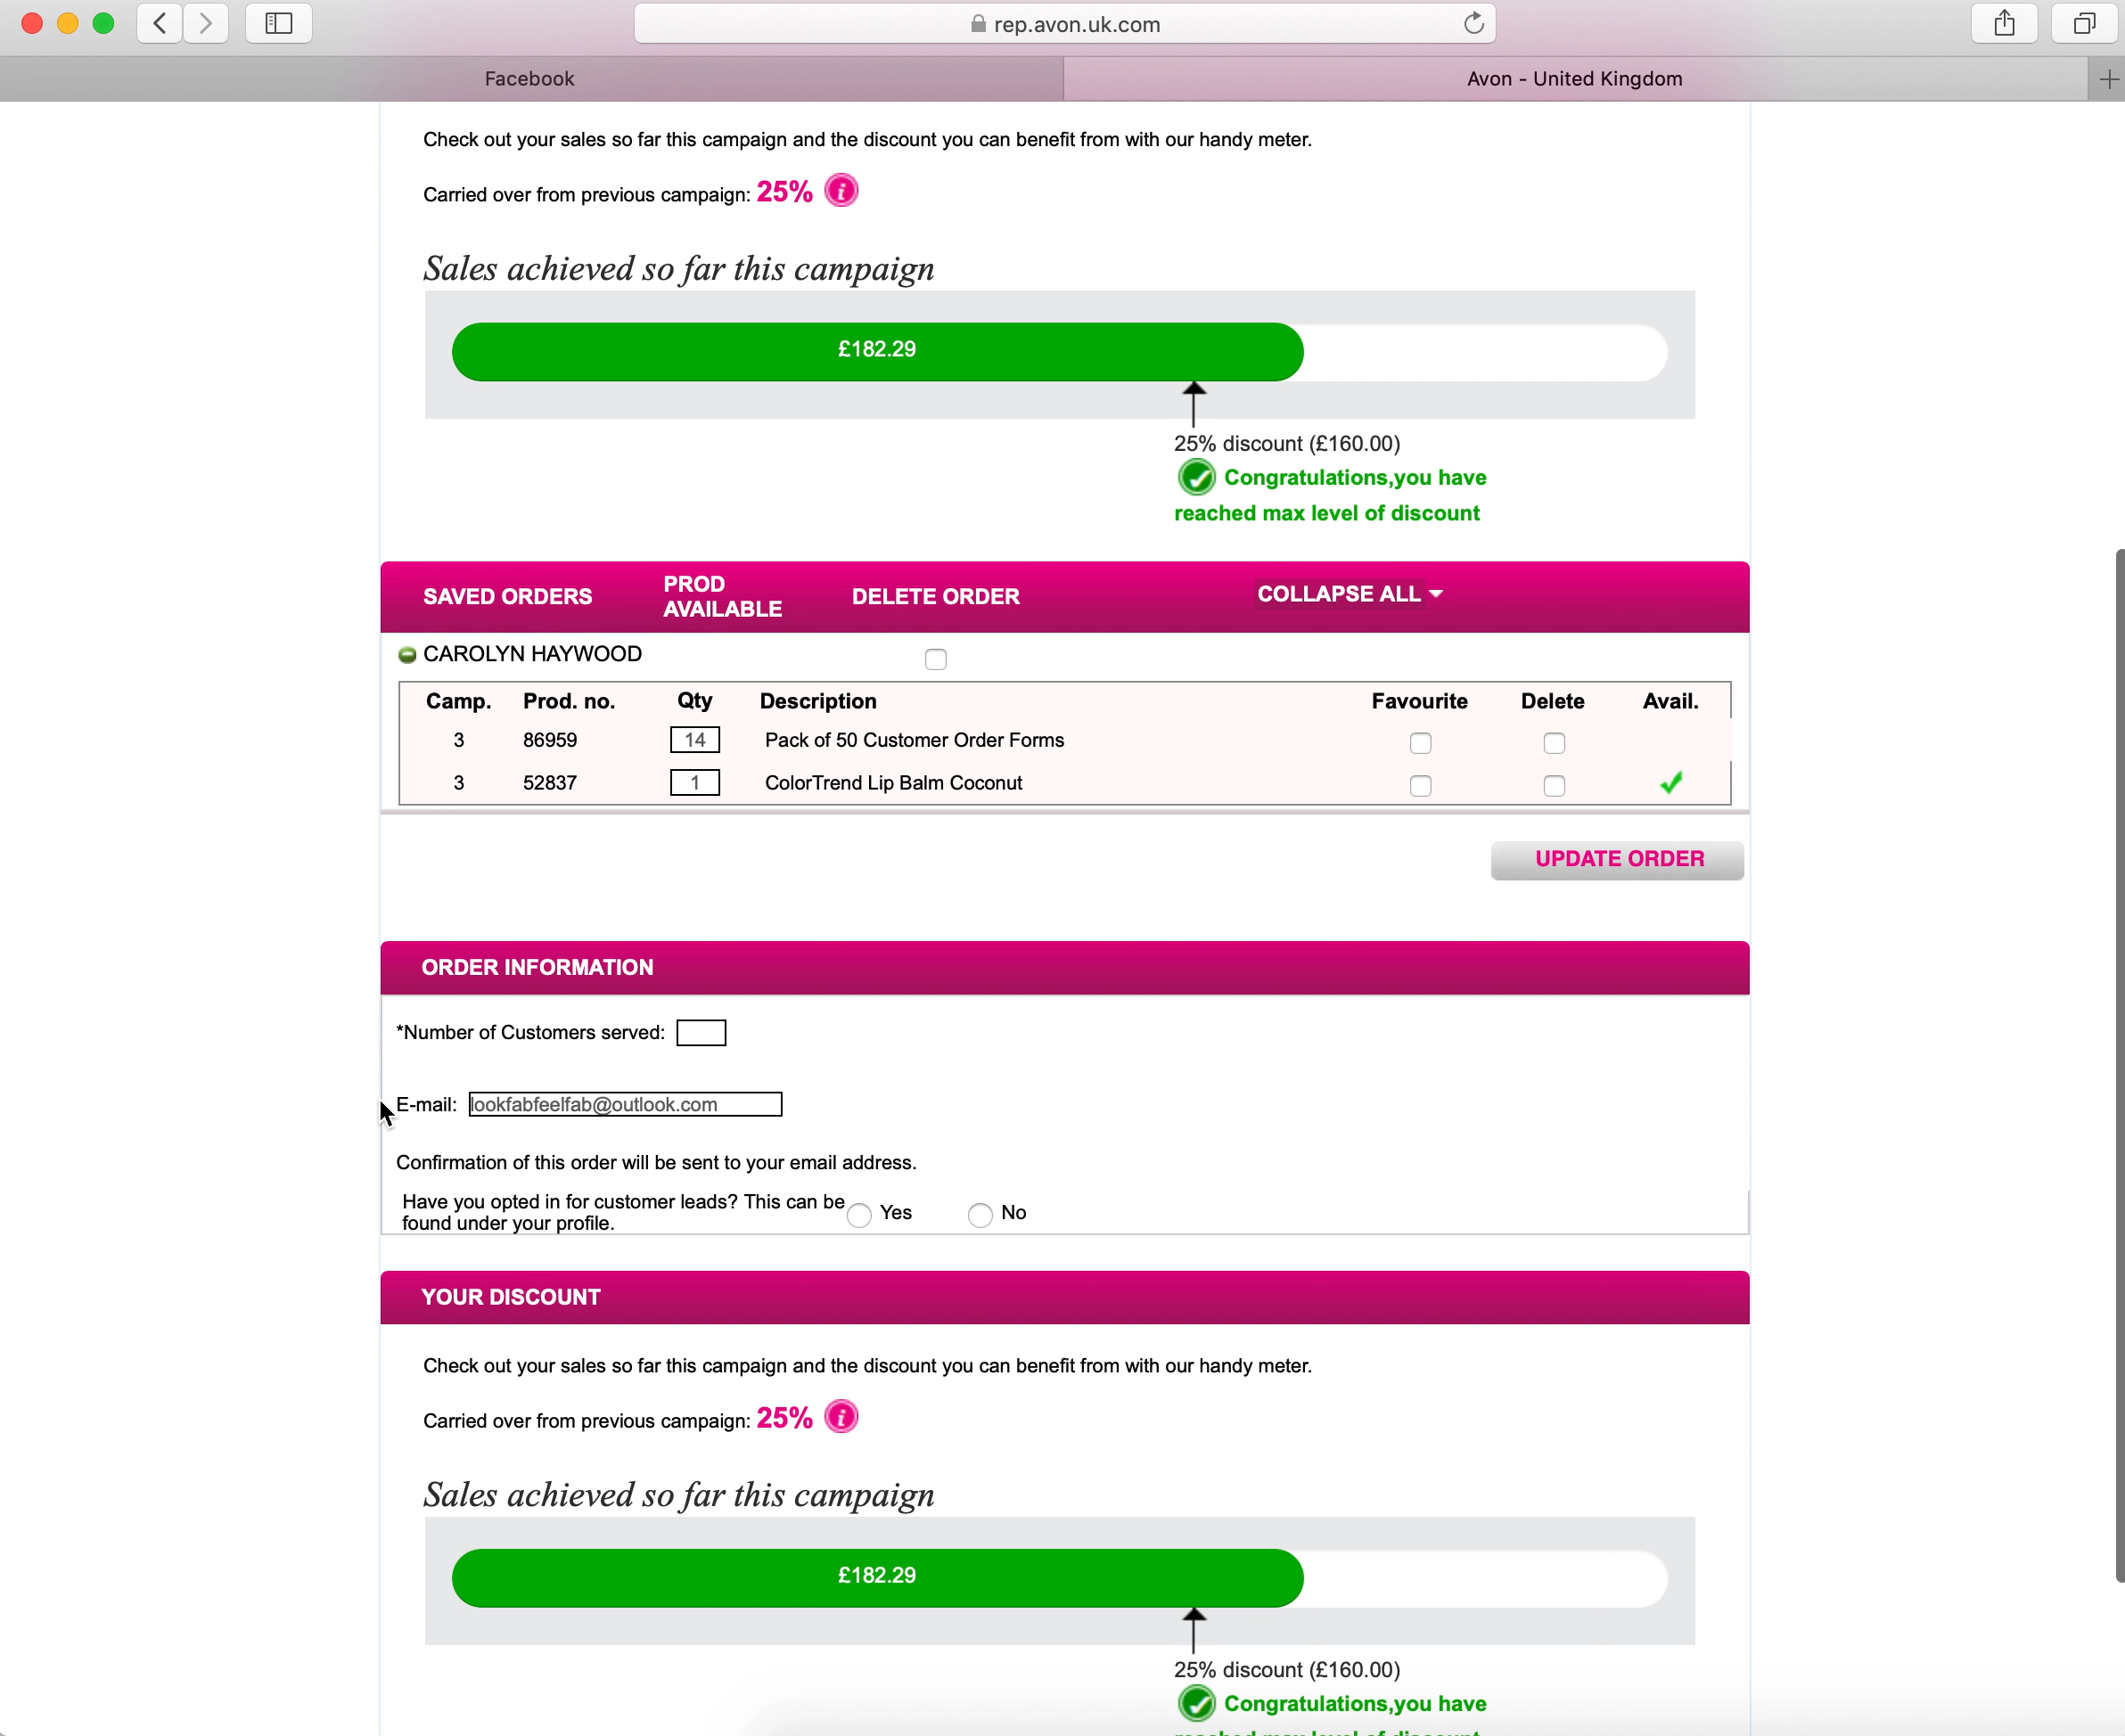 rep.avon.uk.com
Facebook
Avon - United Kingdom
Check out your sales so far this campaign and the discount you can benefit from with our handy meter.
Carried over from previous campaign: 25% i
Sales achieved so far this campaign
£182.29
25% discount (£160.00)
Congratulations,you have
reached max level of discount
SAVED ORDERS
PROD
AVAILABLE
DELETE ORDER
COLLAPSE ALL
CAROLYN HAYWOOD
Camp. Prod. no. Qty Description Favourite Delete Avail.
3 86959 14 Pack of 50 Customer Order Forms
3 52837 1 ColorTrend Lip Balm Coconut
UPDATE ORDER
ORDER INFORMATION
*Number of Customers served:
E-mail: lookfabfeelfab@outlook.com
Confirmation of this order will be sent to your email address.
Have you opted in for customer leads? This can be
found under your profile.
Yes No
YOUR DISCOUNT
Check out your sales so far this campaign and the discount you can benefit from with our handy meter.
Carried over from previous campaign: 25% i
Sales achieved so far this campaign
£182.29
25% discount (£160.00)
Congratulations,you have